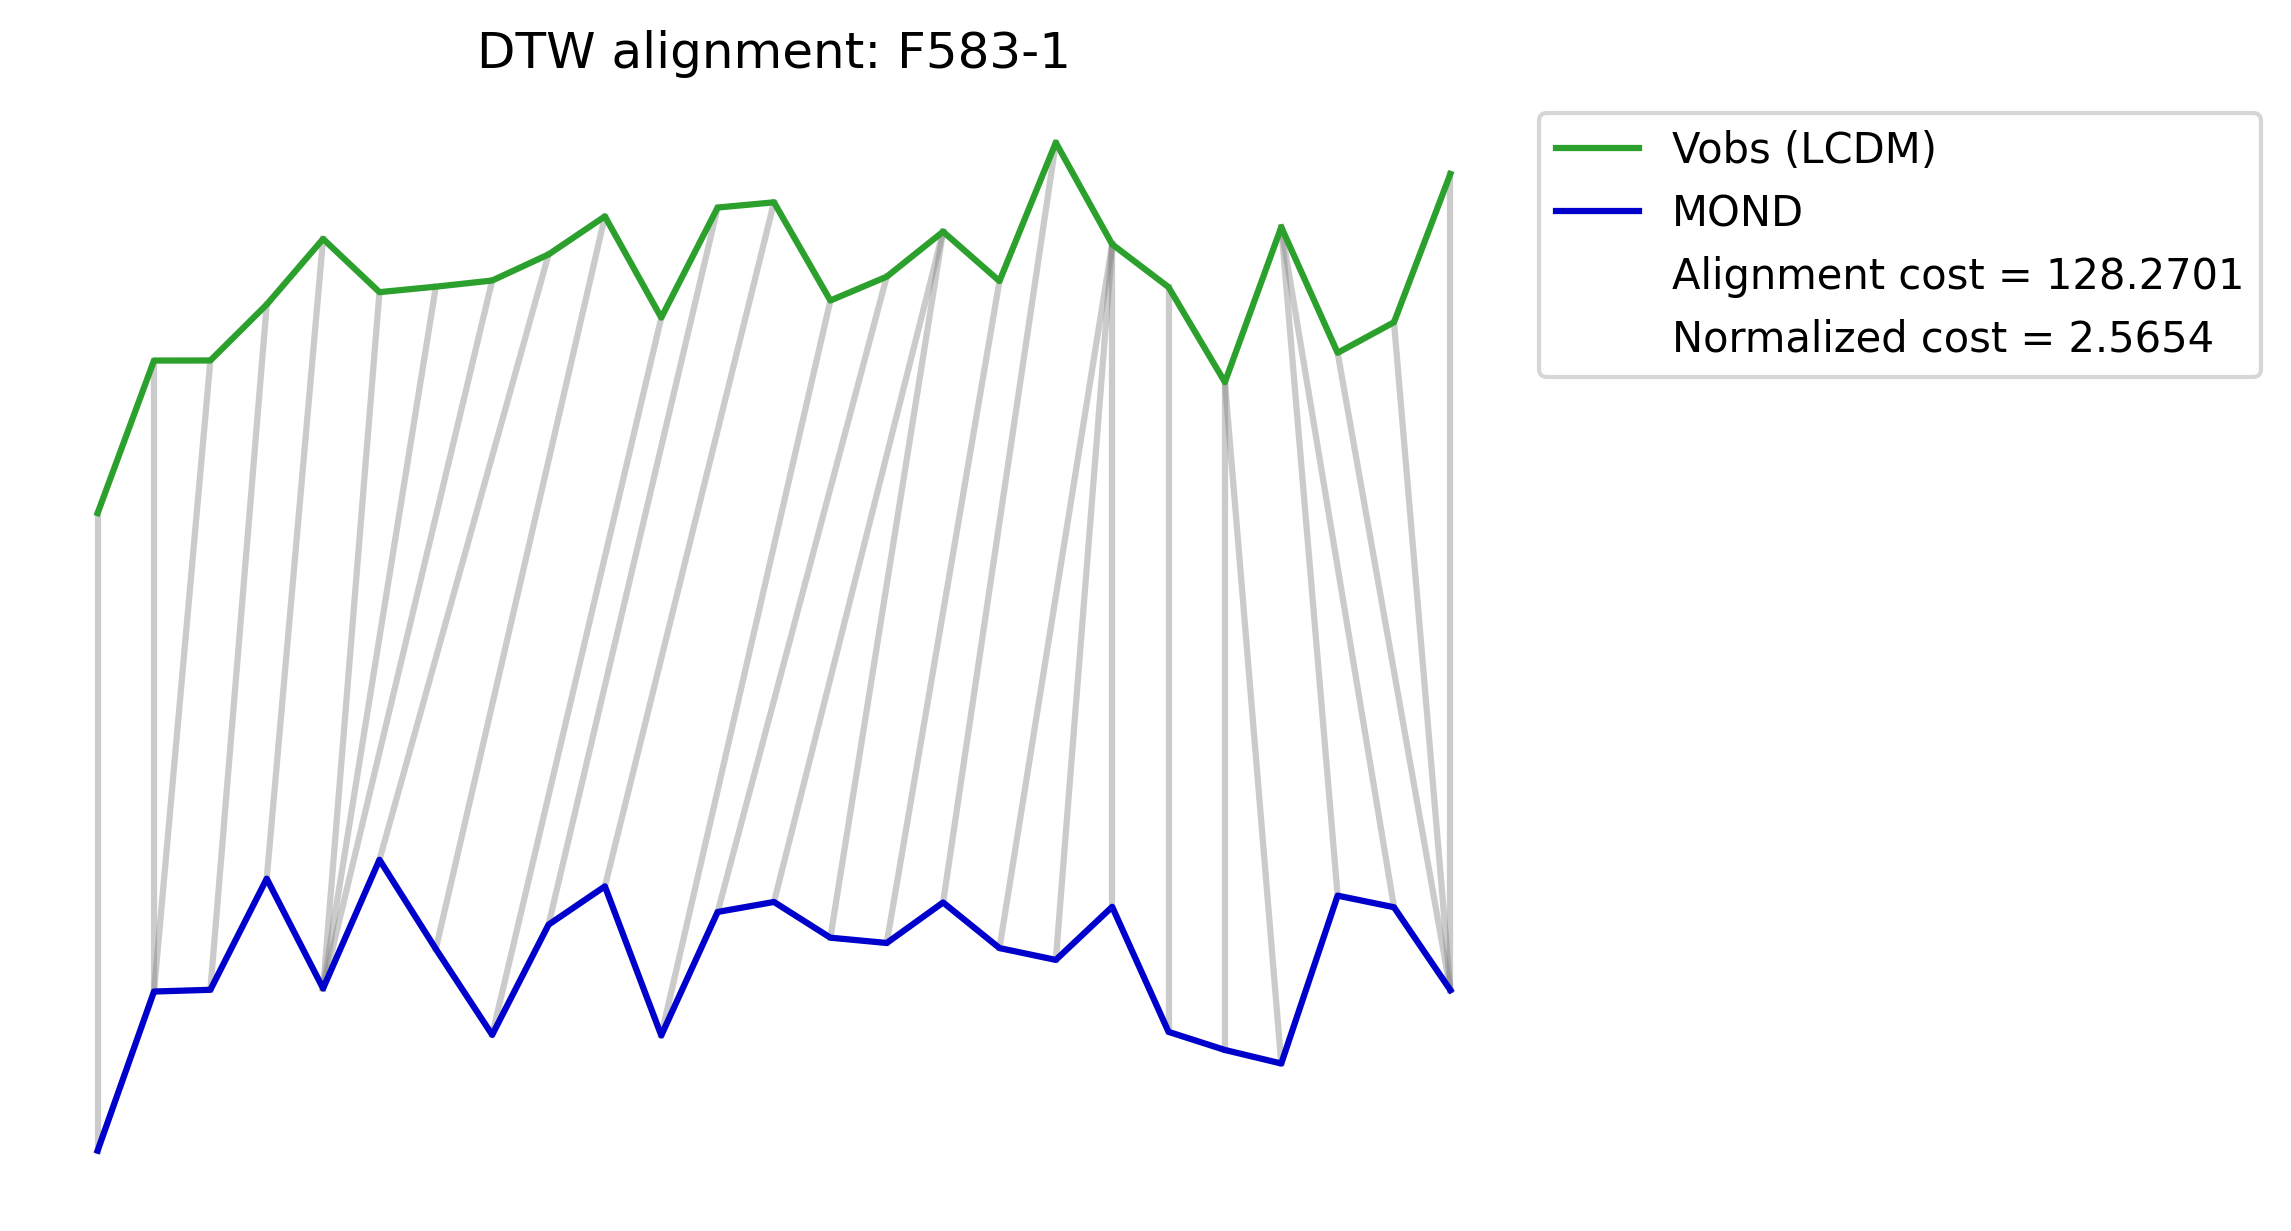 DTW alignment: F583-1
Vobs (LCDM)
MOND
Alignment cost = 128.2701
Normalized cost = 2.5654